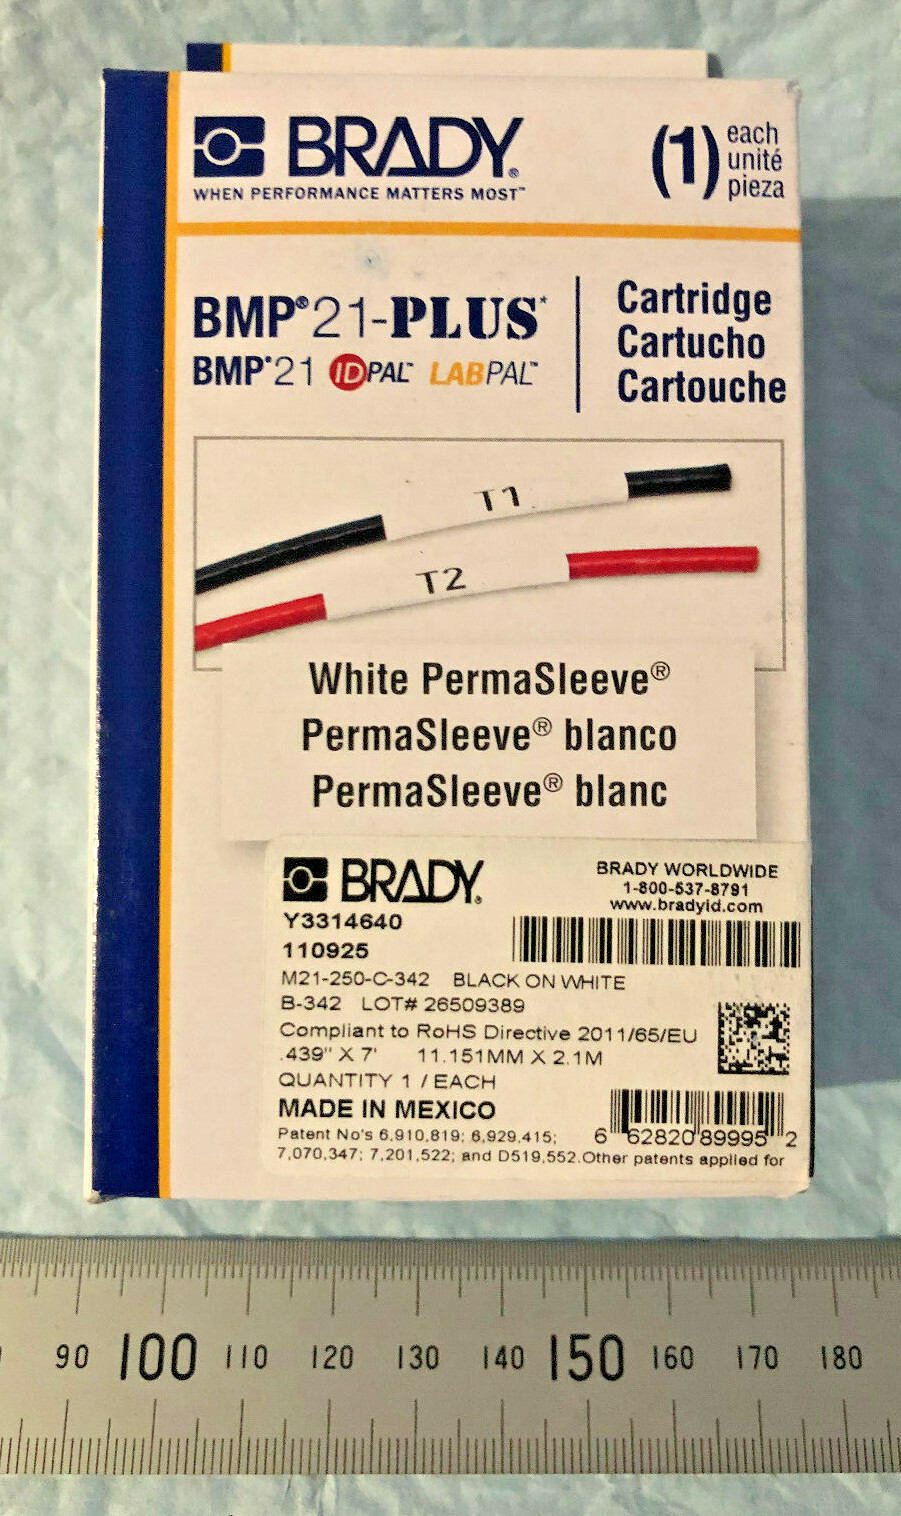 BRADY®
WHEN PERFORMANCE MATTERS MOST™
(1) each
unité
pieza
BMP®21-PLUS*
BMP®21 IDPAL™ LABPAL™
Cartridge
Cartucho
Cartouche
T1
T2
White PermaSleeve®
PermaSleeve® blanco
PermaSleeve® blanc
BRADY®
BRADY WORLDWIDE
1-800-537-8791
www.bradyid.com
Y3314640
110925
M21-250-C-342 BLACK ON WHITE
B-342 LOT# 26509389
Compliant to RoHS Directive 2011/65/EU
.439" X 7' 11.151MM X 2.1M
QUANTITY 1 / EACH
MADE IN MEXICO
Patent No's 6,910,819; 6,929,415;
7,070,347; 7,201,522; and D519,552.Other patents applied for
6 62820 89995 2
90 100 110 120 130 140 150 160 170 180